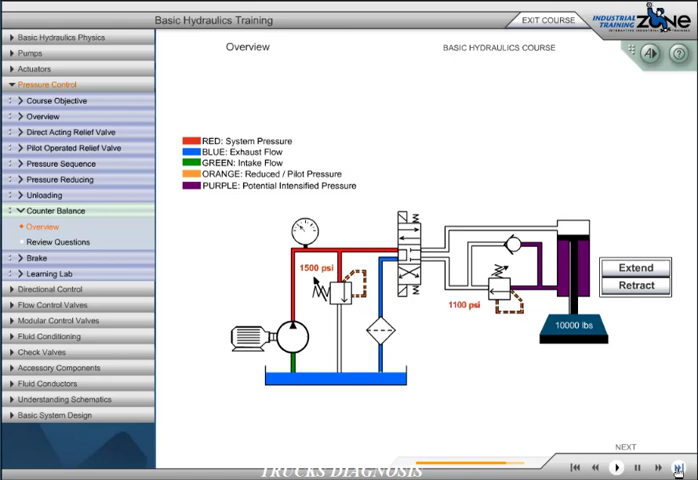 Basic Hydraulics Training
EXIT COURSE
INDUSTRIAL
TRAINING
ZONE
Basic Hydraulics Physics
Pumps
Actuators
Pressure Control
Course Objective
Overview
Direct Acting Relief Valve
Pilot Operated Relief Valve
Pressure Sequence
Pressure Reducing
Unloading
Counter Balance
Overview
Review Questions
Brake
Learning Lab
Directional Control
Flow Control Valves
Modular Control Valves
Fluid Conditioning
Check Valves
Accessory Components
Fluid Conductors
Understanding Schematics
Basic System Design
Overview
BASIC HYDRAULICS COURSE
A
?
RED: System Pressure
BLUE: Exhaust Flow
GREEN: Intake Flow
ORANGE: Reduced / Pilot Pressure
PURPLE: Potential Intensified Pressure
1500 psi
1100 psi
10000 lbs
Extend
Retract
NEXT
TRUCKS DIAGNOSIS